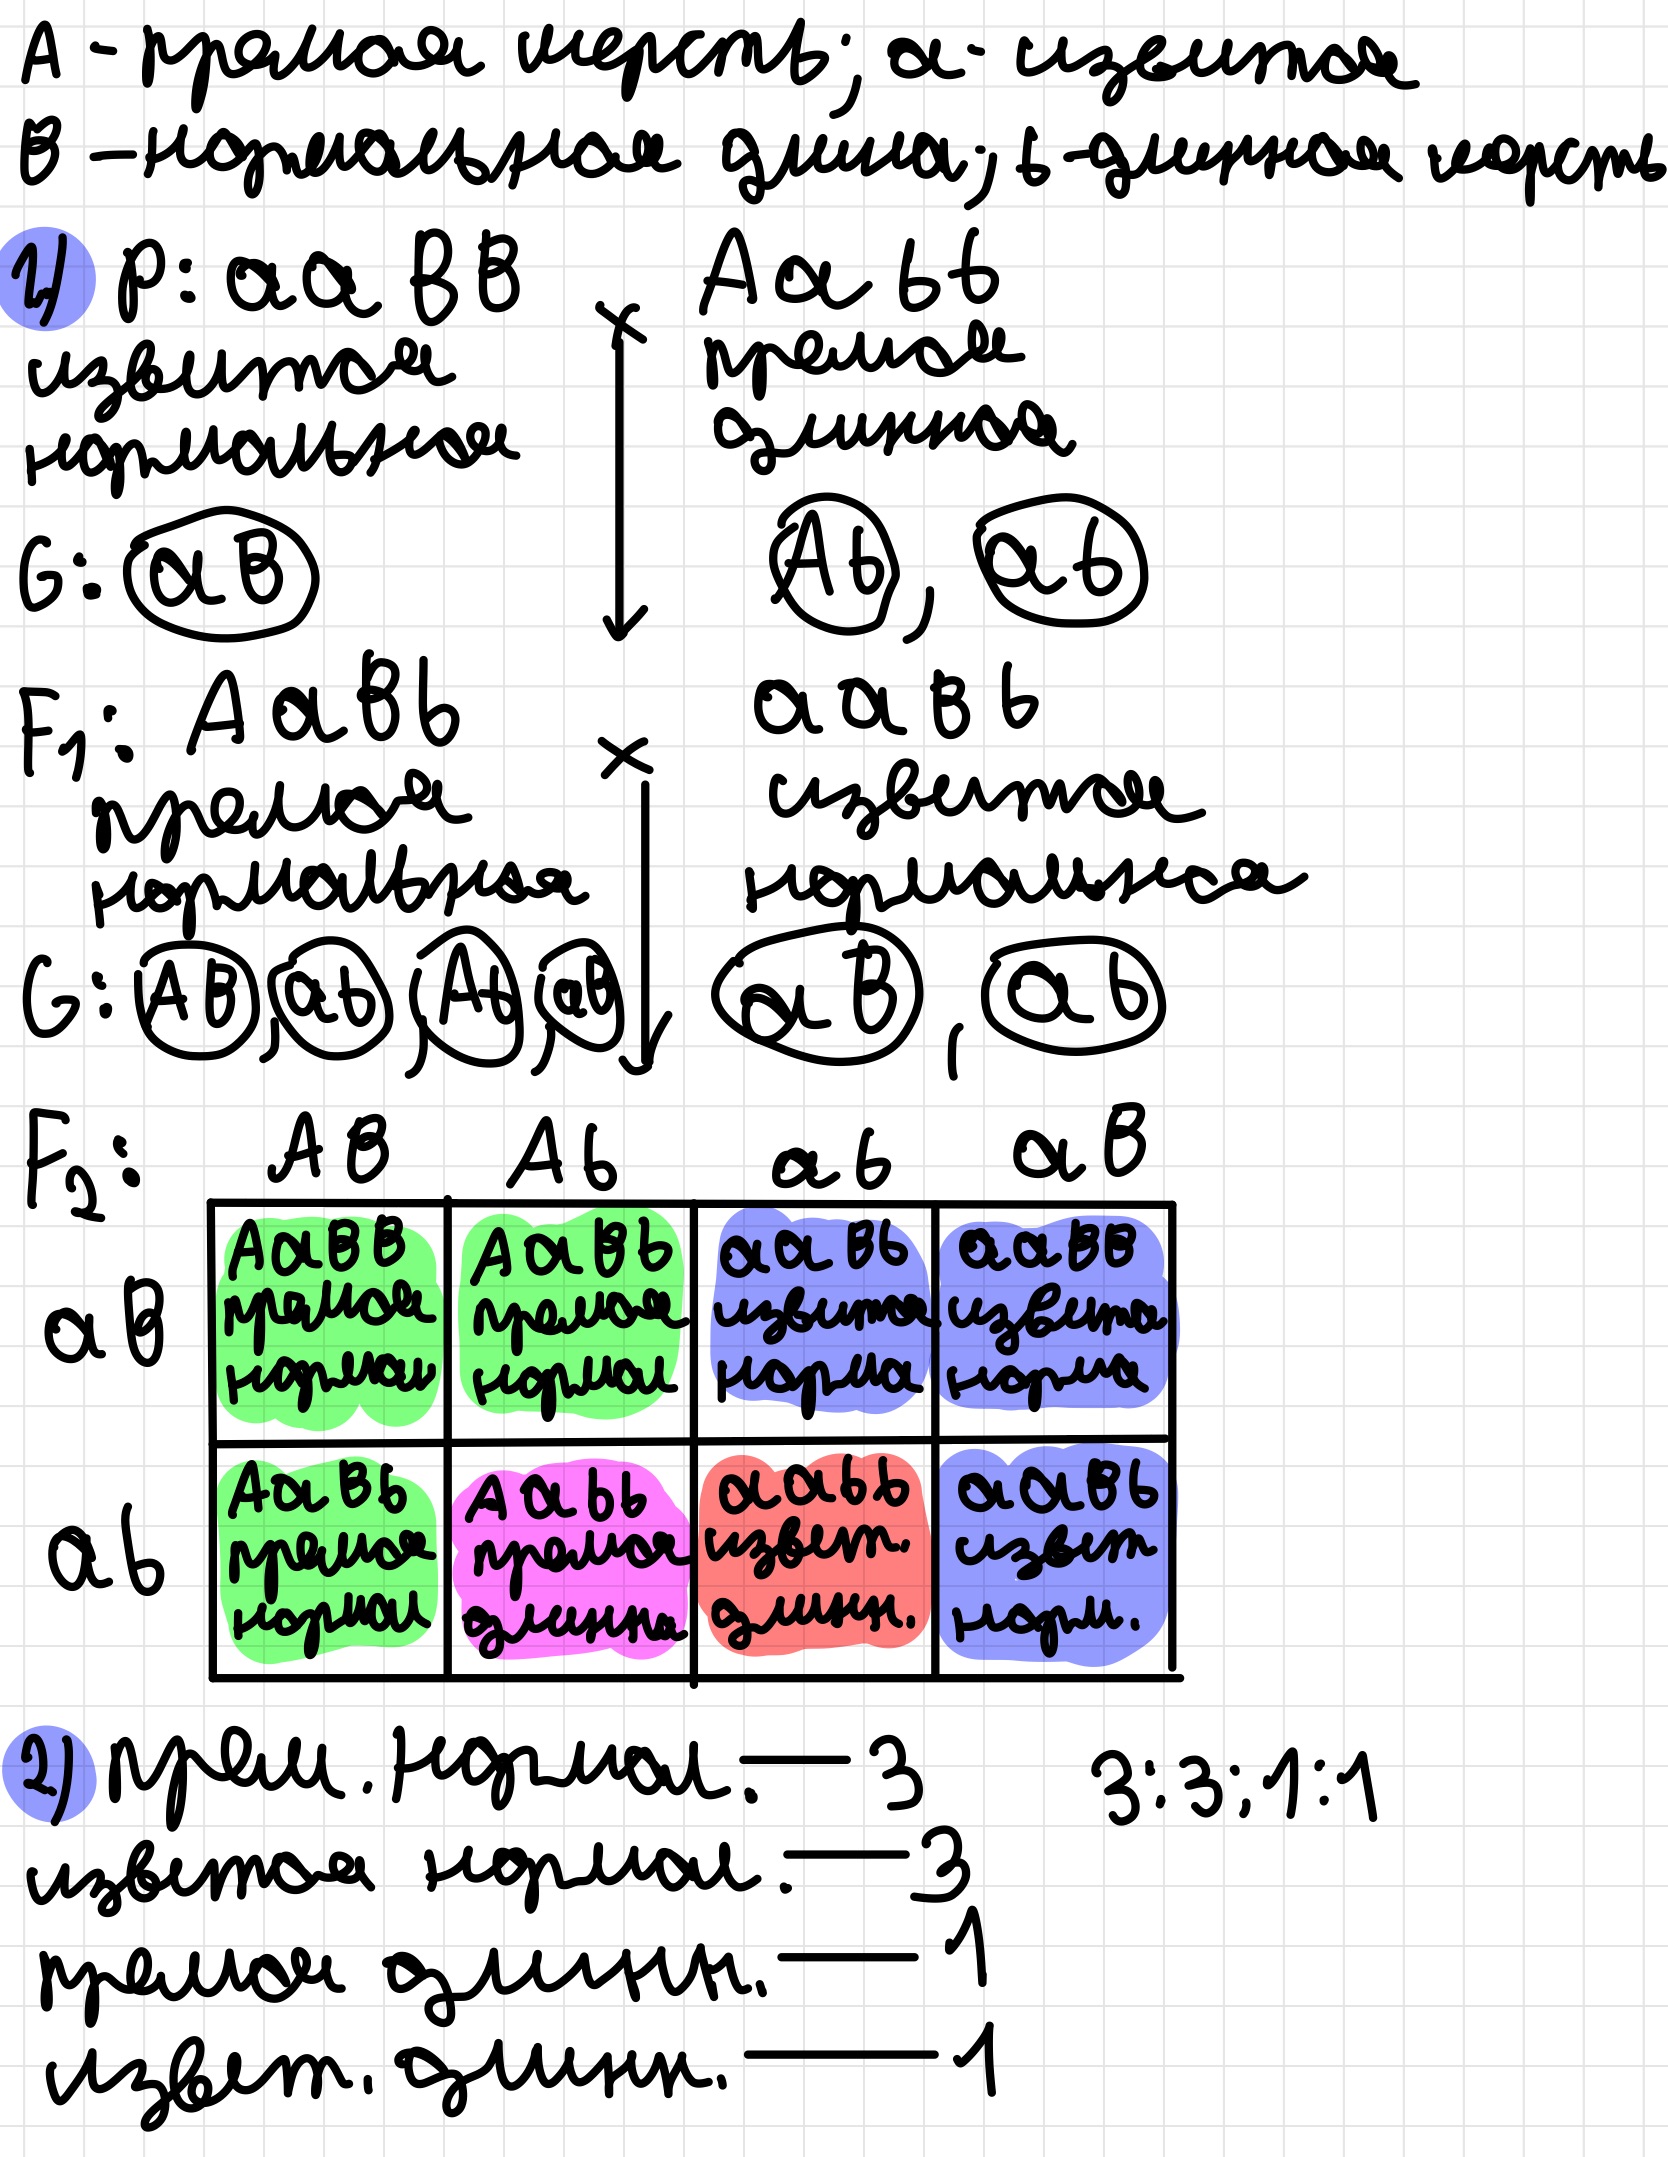 A - прямая шерсть; a - извитая
B - нормальная длина; b - длинная шерсть
1) P: aaBB × Aabb
извитая прямая
нормальная длинная
G: aB Ab, ab
F1: AaBb × aaBb
прямая извитая
нормальная нормальная
G: AB, ab, Ab, aB aB, ab
F2: AB Ab ab aB
aB AaBB AaBb aaBb aaBB
прямая прямая извитая извита
нормал нормал норма норма
ab AaBb Aabb aabb aaBb
прямая прямая извит. извит
нормал длинна длинн. норм.
2) прям. нормал. — 3 3:3:1:1
извитая нормал. — 3
прямая длинн. — 1
извит. длинн. — 1